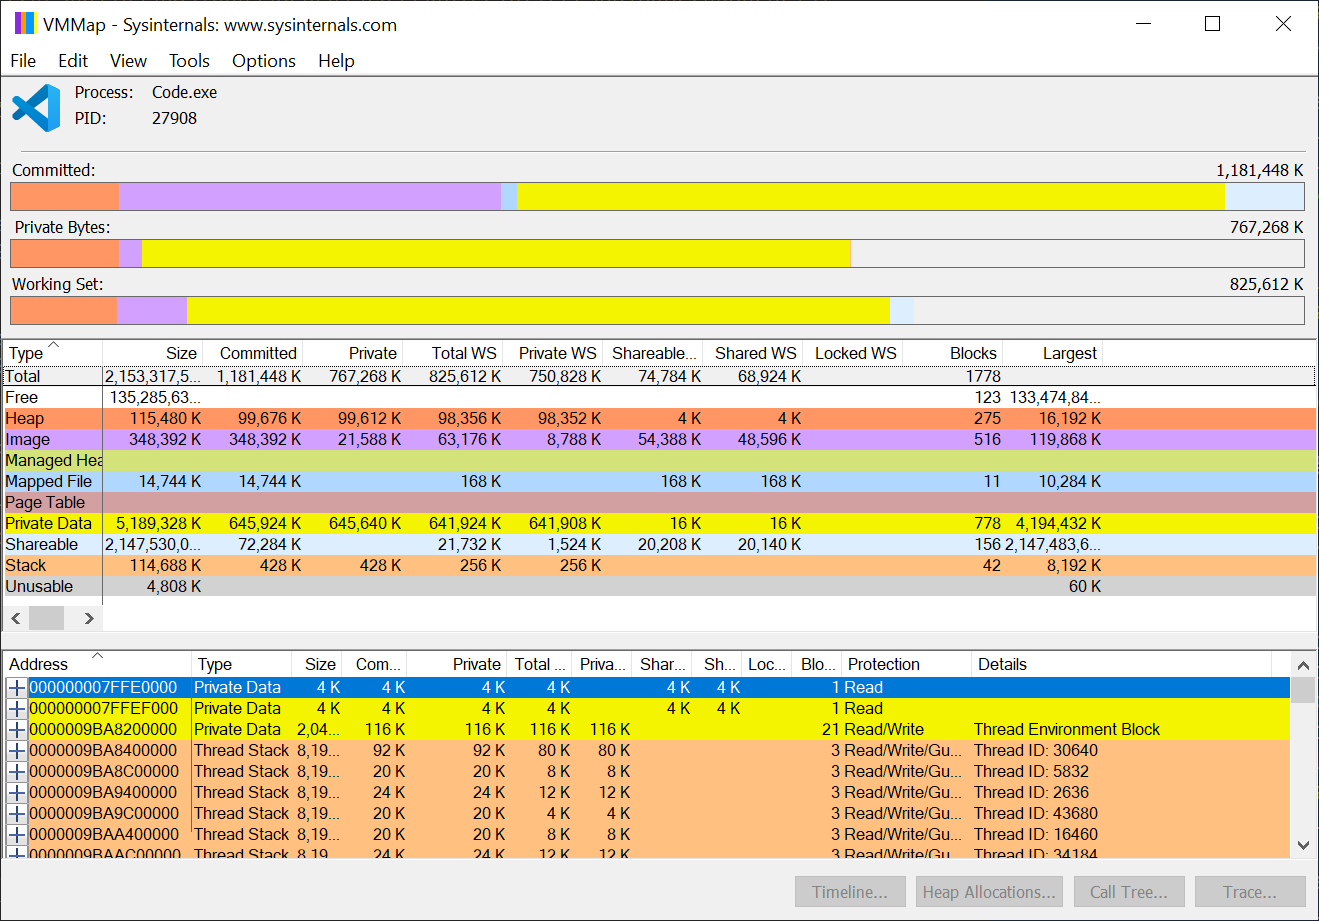 VMMap - Sysinternals: www.sysinternals.com
File Edit View Tools Options Help
Process: Code.exe
PID: 27908
Committed: 1,181,448 K
Private Bytes: 767,268 K
Working Set: 825,612 K
Type Size Committed Private Total WS Private WS Shareable... Shared WS Locked WS Blocks Largest
Total 2,153,317,5... 1,181,448 K 767,268 K 825,612 K 750,828 K 74,784 K 68,924 K 1778
Free 135,285,63... 123 133,474,84...
Heap 115,480 K 99,676 K 99,612 K 98,356 K 98,352 K 4 K 4 K 275 16,192 K
Image 348,392 K 348,392 K 21,588 K 63,176 K 8,788 K 54,388 K 48,596 K 516 119,868 K
Managed Hea
Mapped File 14,744 K 14,744 K 168 K 168 K 168 K 11 10,284 K
Page Table
Private Data 5,189,328 K 645,924 K 645,640 K 641,924 K 641,908 K 16 K 16 K 778 4,194,432 K
Shareable 2,147,530,0... 72,284 K 21,732 K 1,524 K 20,208 K 20,140 K 156 2,147,483,6...
Stack 114,688 K 428 K 428 K 256 K 256 K 42 8,192 K
Unusable 4,808 K 60 K
Address Type Size Com... Private Total ... Priva... Shar... Sh... Loc... Blo... Protection Details
000000007FFE0000 Private Data 4 K 4 K 4 K 4 K 4 K 4 K 1 Read
000000007FFEF000 Private Data 4 K 4 K 4 K 4 K 4 K 4 K 1 Read
0000009BA8200000 Private Data 2,04... 116 K 116 K 116 K 116 K 21 Read/Write Thread Environment Block
0000009BA8400000 Thread Stack 8,19... 92 K 92 K 80 K 80 K 3 Read/Write/Gu... Thread ID: 30640
0000009BA8C00000 Thread Stack 8,19... 20 K 20 K 8 K 8 K 3 Read/Write/Gu... Thread ID: 5832
0000009BA9400000 Thread Stack 8,19... 24 K 24 K 12 K 12 K 3 Read/Write/Gu... Thread ID: 2636
0000009BA9C00000 Thread Stack 8,19... 20 K 20 K 4 K 4 K 3 Read/Write/Gu... Thread ID: 43680
0000009BAA400000 Thread Stack 8,19... 20 K 20 K 8 K 8 K 3 Read/Write/Gu... Thread ID: 16460
0000009BAAC00000 Thread Stack 8,19... 24 K 24 K 12 K 12 K 3 Read/Write/Gu... Thread ID: 34184
Timeline... Heap Allocations... Call Tree... Trace...